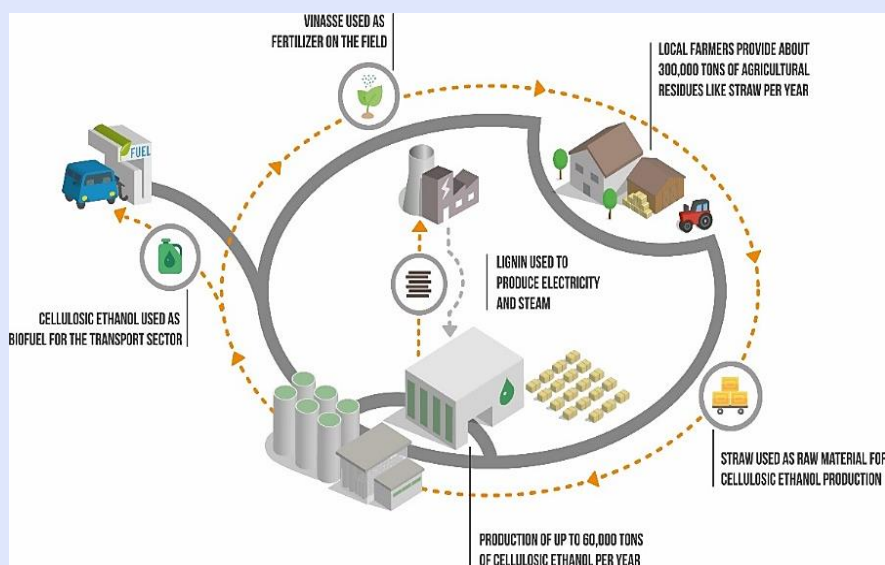 VINASSE USED AS
FERTILIZER ON THE FIELD
LOCAL FARMERS PROVIDE ABOUT
300,000 TONS OF AGRICULTURAL
RESIDUES LIKE STRAW PER YEAR
FUEL
LIGNIN USED TO
PRODUCE ELECTRICITY
AND STEAM
CELLULOSIC ETHANOL USED AS
BIOFUEL FOR THE TRANSPORT SECTOR
STRAW USED AS RAW MATERIAL FOR
CELLULOSIC ETHANOL PRODUCTION
PRODUCTION OF UP TO 60,000 TONS
OF CELLULOSIC ETHANOL PER YEAR